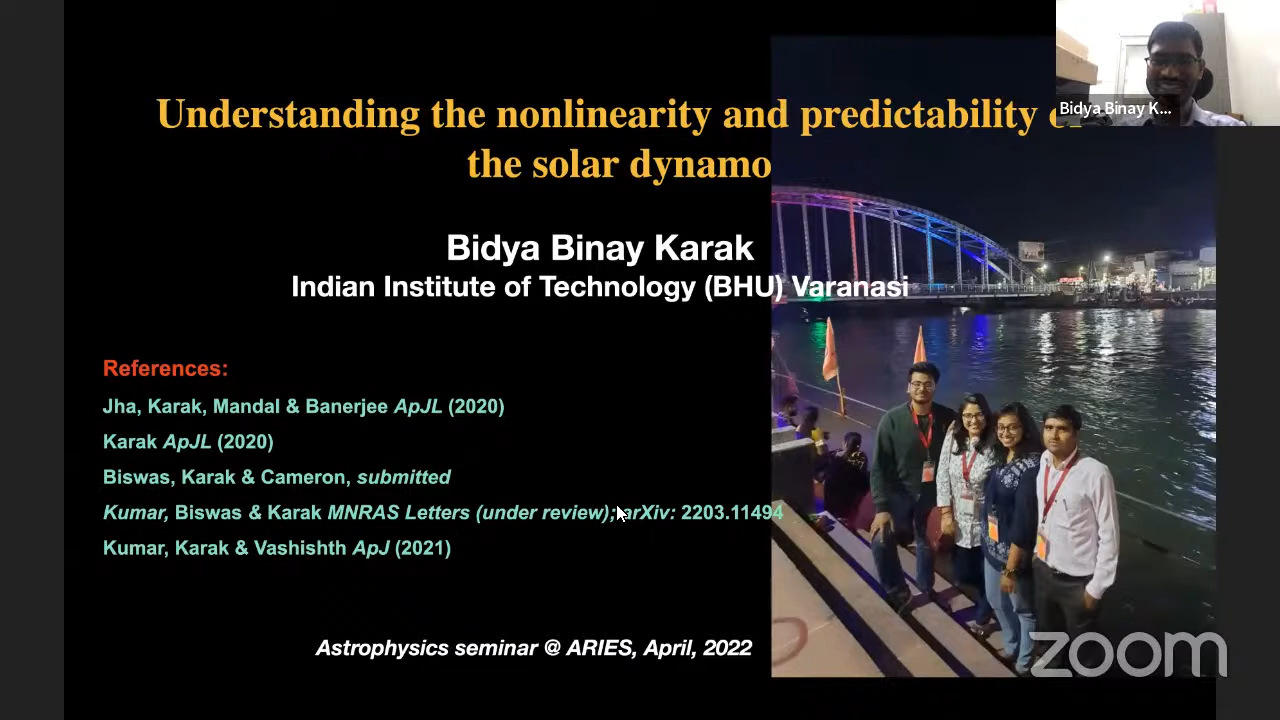 Understanding the nonlinearity and predictability
the solar dynamo
Bidya Binay K...
Bidya Binay Karak
Indian Institute of Technology (BHU) Varanasi
References:
Jha, Karak, Mandal & Banerjee ApJL (2020)
Karak ApJL (2020)
Biswas, Karak & Cameron, submitted
Kumar, Biswas & Karak MNRAS Letters (under review); arXiv: 2203.11494
Kumar, Karak & Vashishth ApJ (2021)
Astrophysics seminar @ ARIES, April, 2022
zoom